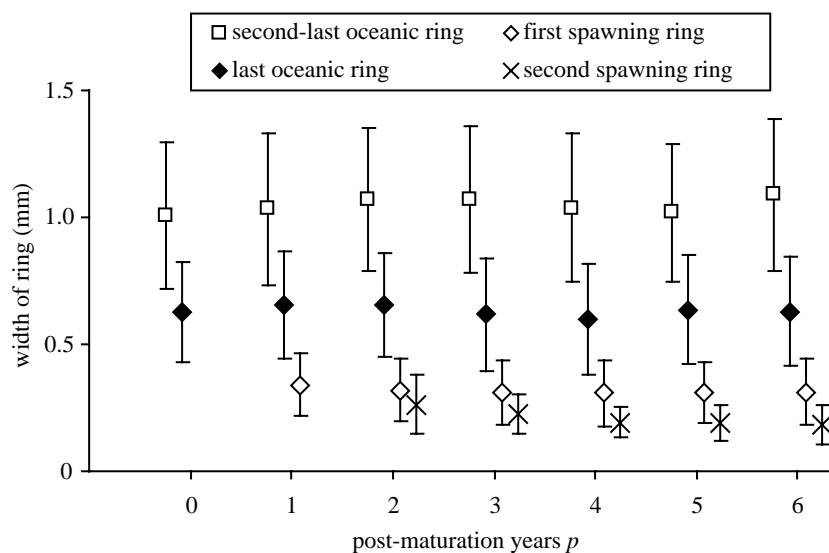 second-last oceanic ring first spawning ring
last oceanic ring second spawning ring
1.5
1.0
0.5
0
width of ring (mm)
0 1 2 3 4 5 6
post-maturation years p